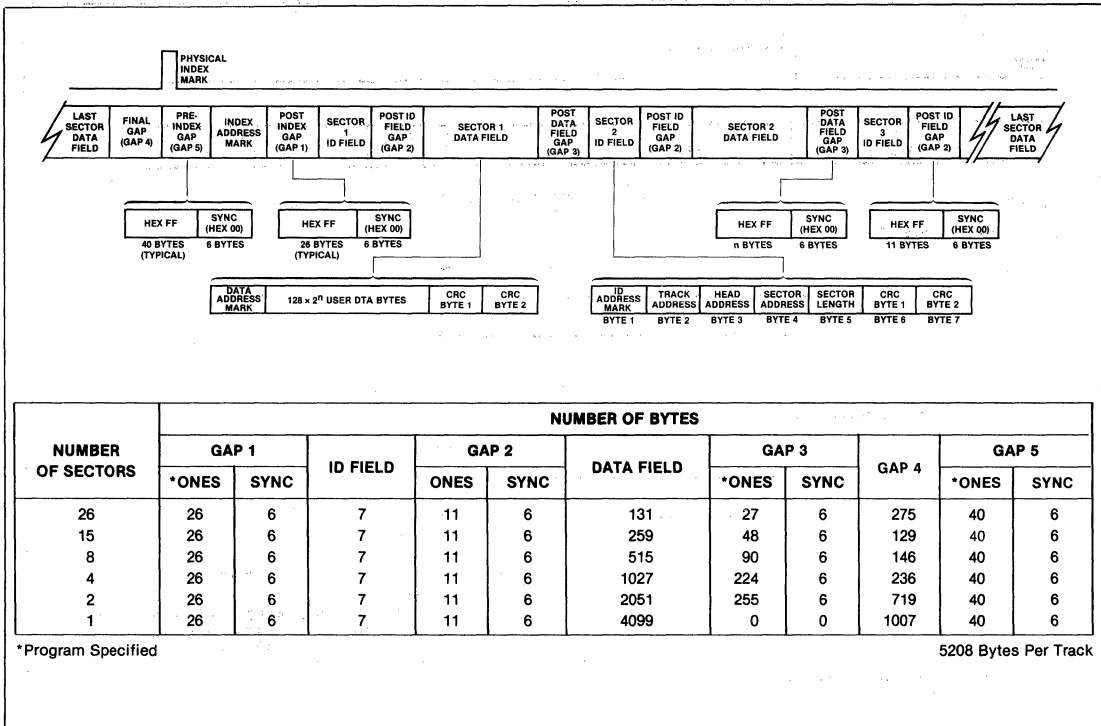 PHYSICAL
INDEX
MARK
LAST
SECTOR
DATA
FIELD
FINAL
GAP
(GAP 4)
PRE-
INDEX
GAP
(GAP 5)
INDEX
ADDRESS
MARK
POST
INDEX
GAP
(GAP 1)
SECTOR
1
ID FIELD
POST ID
FIELD
GAP
(GAP 2)
SECTOR 1
DATA FIELD
POST
DATA
FIELD
GAP
(GAP 3)
SECTOR
2
ID FIELD
POST ID
FIELD
GAP
(GAP 2)
SECTOR 2
DATA FIELD
POST
DATA
FIELD
GAP
(GAP 3)
SECTOR
3
ID FIELD
POST ID
FIELD
GAP
(GAP 2)
LAST
SECTOR
DATA
FIELD
HEX FF
SYNC
(HEX 00)
40 BYTES
(TYPICAL)
6 BYTES
HEX FF
SYNC
(HEX 00)
26 BYTES
(TYPICAL)
6 BYTES
HEX FF
SYNC
(HEX 00)
n BYTES
6 BYTES
HEX FF
SYNC
(HEX 00)
11 BYTES
6 BYTES
DATA
ADDRESS
MARK
128 × 2ⁿ USER DTA BYTES
CRC
BYTE 1
CRC
BYTE 2
ID
ADDRESS
MARK
TRACK
ADDRESS
HEAD
ADDRESS
SECTOR
ADDRESS
SECTOR
LENGTH
CRC
BYTE 1
CRC
BYTE 2
BYTE 1 BYTE 2 BYTE 3 BYTE 4 BYTE 5 BYTE 6 BYTE 7
NUMBER OF BYTES
NUMBER
OF SECTORS
GAP 1
ID FIELD
GAP 2
DATA FIELD
GAP 3
GAP 4
GAP 5
*ONES SYNC ONES SYNC *ONES SYNC *ONES SYNC
26 26 6 7 11 6 131 27 6 275 40 6
15 26 6 7 11 6 259 48 6 129 40 6
8 26 6 7 11 6 515 90 6 146 40 6
4 26 6 7 11 6 1027 224 6 236 40 6
2 26 6 7 11 6 2051 255 6 719 40 6
1 26 6 7 11 6 4099 0 0 1007 40 6
*Program Specified
5208 Bytes Per Track